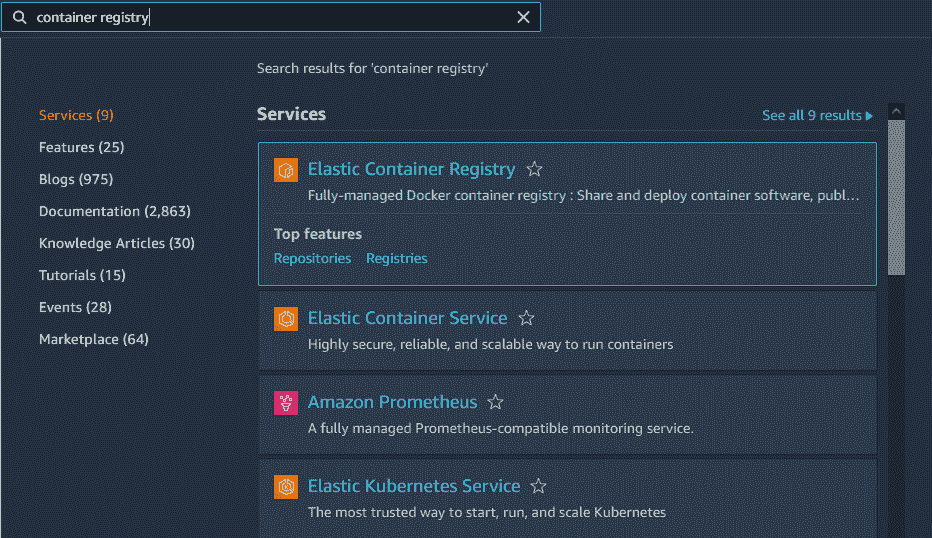 container registry
Search results for 'container registry'
Services (9)
Features (25)
Blogs (975)
Documentation (2,863)
Knowledge Articles (30)
Tutorials (15)
Events (28)
Marketplace (64)
Services
See all 9 results
Elastic Container Registry
Fully-managed Docker container registry : Share and deploy container software, publ...
Top features
Repositories Registries
Elastic Container Service
Highly secure, reliable, and scalable way to run containers
Amazon Prometheus
A fully managed Prometheus-compatible monitoring service.
Elastic Kubernetes Service
The most trusted way to start, run, and scale Kubernetes